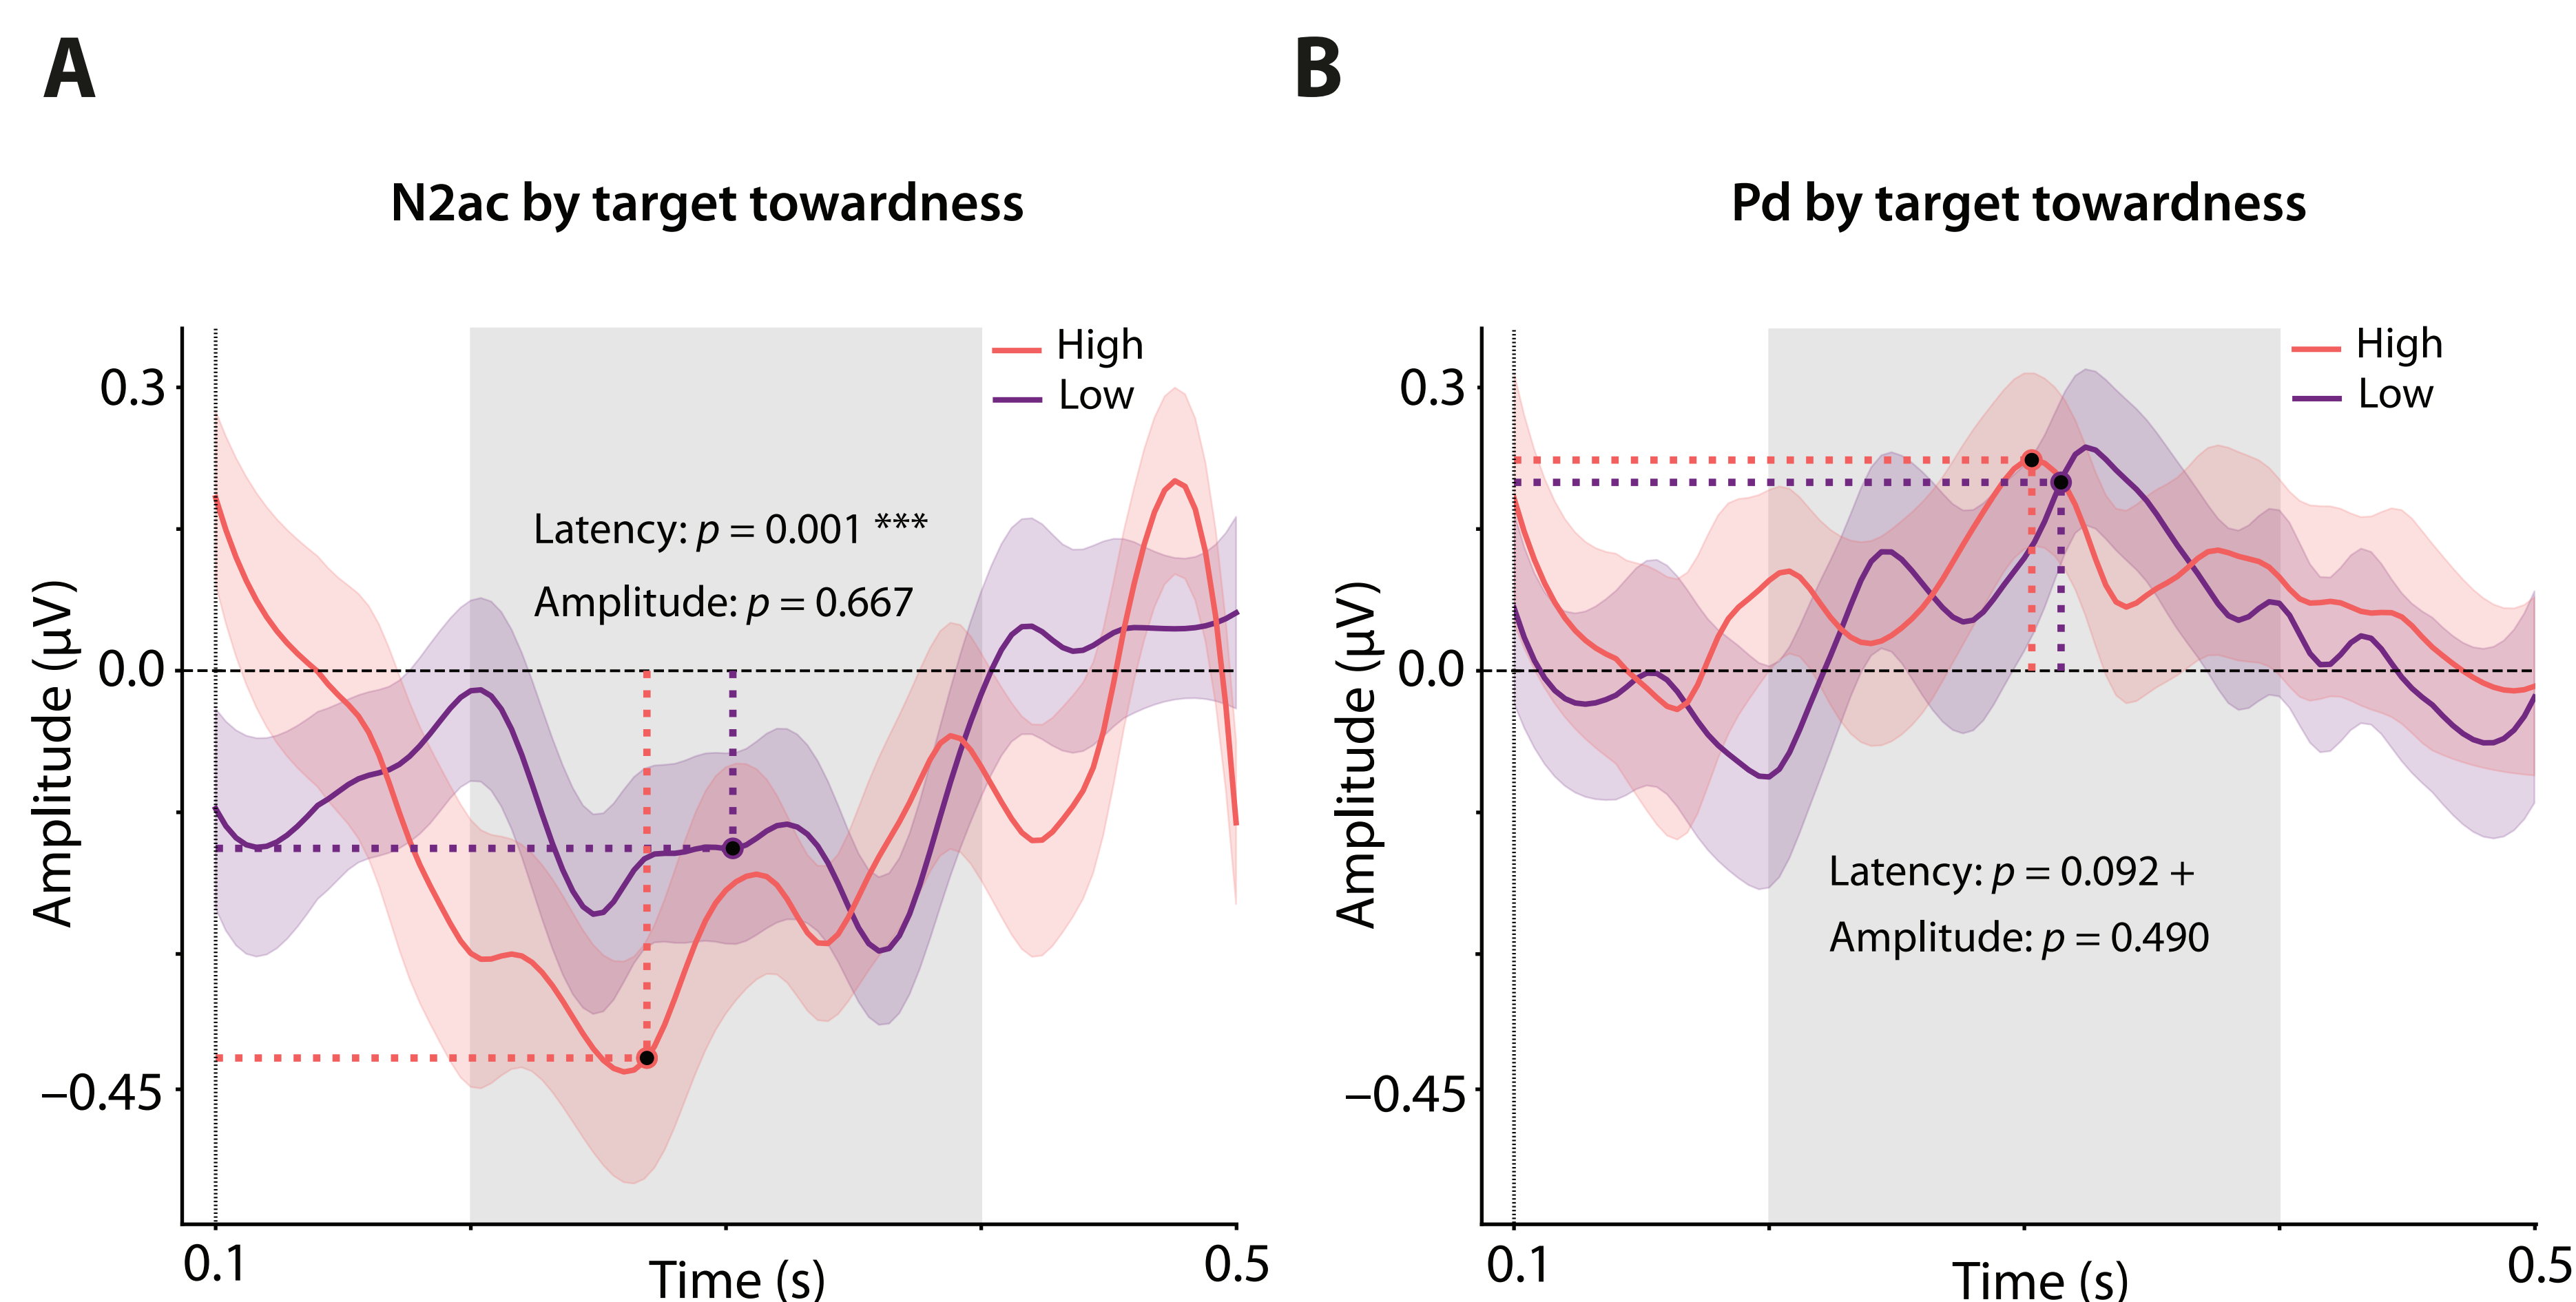 A
N2ac by target towardness
High
Low
0.3
0.0
−0.45
Amplitude (µV)
Latency: p = 0.001 ***
Amplitude: p = 0.667
0.1
0.5
Time (s)
B
Pd by target towardness
High
Low
0.3
0.0
−0.45
Amplitude (µV)
Latency: p = 0.092 +
Amplitude: p = 0.490
0.1
0.5
Time (s)